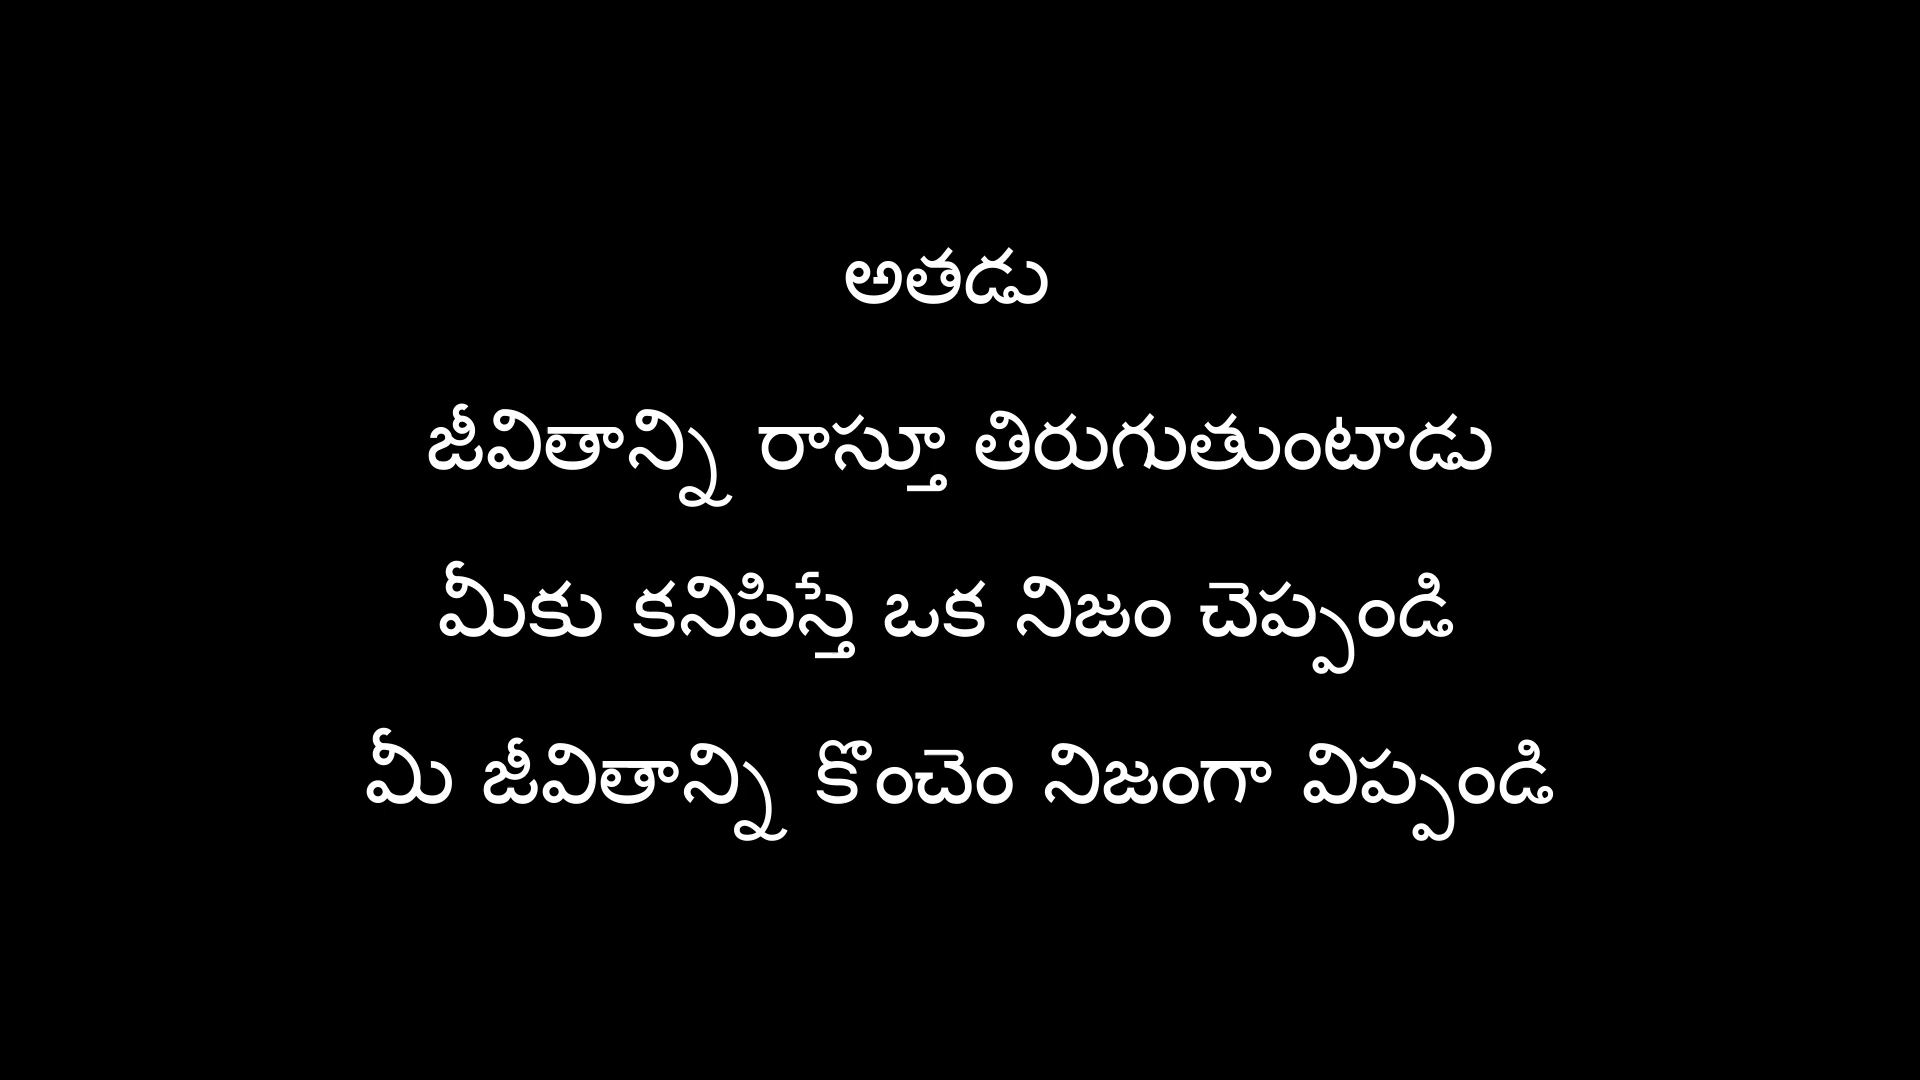 అతడు
జీవితాన్ని రాస్తూ తిరుగుతుంటాడు
మీకు కనిపిస్తే ఒక నిజం చెప్పండి
మీ జీవితాన్ని కొంచెం నిజంగా విప్పండి